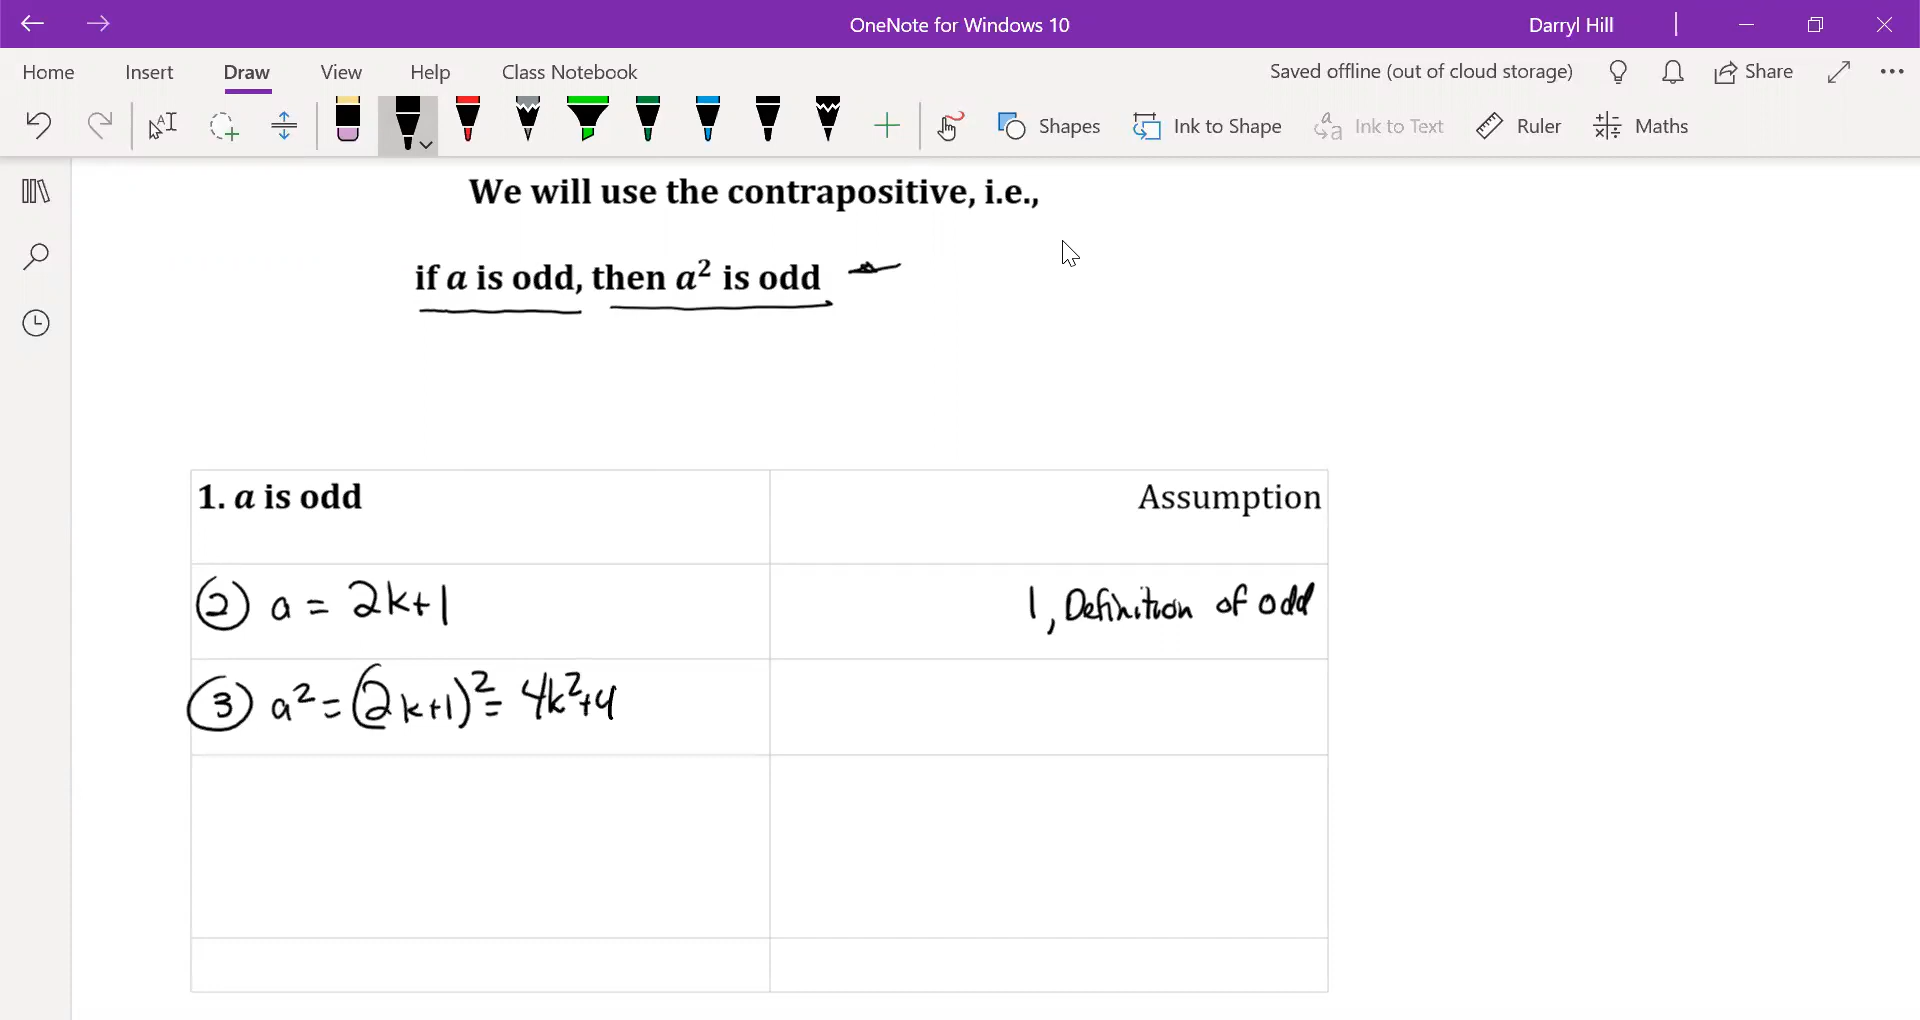 OneNote for Windows 10
Darryl Hill
Home Insert Draw View Help Class Notebook
Saved offline (out of cloud storage)
Share
Shapes
Ink to Shape
Ink to Text
Ruler
Maths
We will use the contrapositive, i.e.,
if a is odd, then a² is odd
1. a is odd
Assumption
② a = 2k+1
1, Definition of odd
③ a² = (2k+1)² = 4k²+4